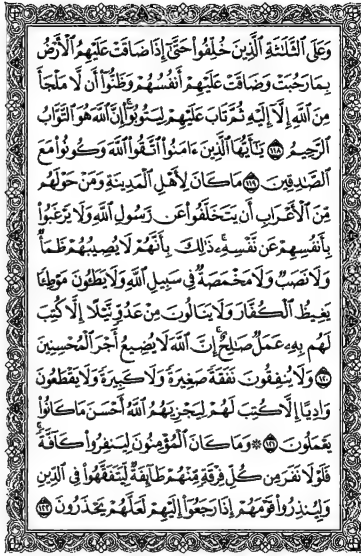 وَعَلَى ٱلثَّلَٰثَةِ ٱلَّذِينَ خُلِّفُوا۟ حَتَّىٰٓ إِذَا ضَاقَتْ عَلَيْهِمُ ٱلْأَرْضُ
بِمَا رَحُبَتْ وَضَاقَتْ عَلَيْهِمْ أَنفُسُهُمْ وَظَنُّوٓا۟ أَن لَّا مَلْجَأَ
مِنَ ٱللَّهِ إِلَّآ إِلَيْهِ ثُمَّ تَابَ عَلَيْهِمْ لِيَتُوبُوٓا۟ إِنَّ ٱللَّهَ هُوَ ٱلتَّوَّابُ
ٱلرَّحِيمُ ١١٨ يَٰٓأَيُّهَا ٱلَّذِينَ ءَامَنُوا۟ ٱتَّقُوا۟ ٱللَّهَ وَكُونُوا۟ مَعَ
ٱلصَّٰدِقِينَ ١١٩ مَا كَانَ لِأَهْلِ ٱلْمَدِينَةِ وَمَنْ حَوْلَهُم
مِّنَ ٱلْأَعْرَابِ أَن يَتَخَلَّفُوا۟ عَن رَّسُولِ ٱللَّهِ وَلَا يَرْغَبُوا۟
بِأَنفُسِهِمْ عَن نَّفْسِهِۦ ۚ ذَٰلِكَ بِأَنَّهُمْ لَا يُصِيبُهُمْ ظَمَأٌ
وَلَا نَصَبٌ وَلَا مَخْمَصَةٌ فِى سَبِيلِ ٱللَّهِ وَلَا يَطَـُٔونَ مَوْطِئًا
يَغِيظُ ٱلْكُفَّارَ وَلَا يَنَالُونَ مِنْ عَدُوٍّ نَّيْلًا إِلَّا كُتِبَ
لَهُم بِهِۦ عَمَلٌ صَٰلِحٌ ۚ إِنَّ ٱللَّهَ لَا يُضِيعُ أَجْرَ ٱلْمُحْسِنِينَ
١٢٠ وَلَا يُنفِقُونَ نَفَقَةً صَغِيرَةً وَلَا كَبِيرَةً وَلَا يَقْطَعُونَ
وَادِيًا إِلَّا كُتِبَ لَهُمْ لِيَجْزِيَهُمُ ٱللَّهُ أَحْسَنَ مَا كَانُوا۟
يَعْمَلُونَ ١٢١ ۞ وَمَا كَانَ ٱلْمُؤْمِنُونَ لِيَنفِرُوا۟ كَآفَّةً ۚ
فَلَوْلَا نَفَرَ مِن كُلِّ فِرْقَةٍ مِّنْهُمْ طَآئِفَةٌ لِّيَتَفَقَّهُوا۟ فِى ٱلدِّينِ
وَلِيُنذِرُوا۟ قَوْمَهُمْ إِذَا رَجَعُوٓا۟ إِلَيْهِمْ لَعَلَّهُمْ يَحْذَرُونَ ١٢٢